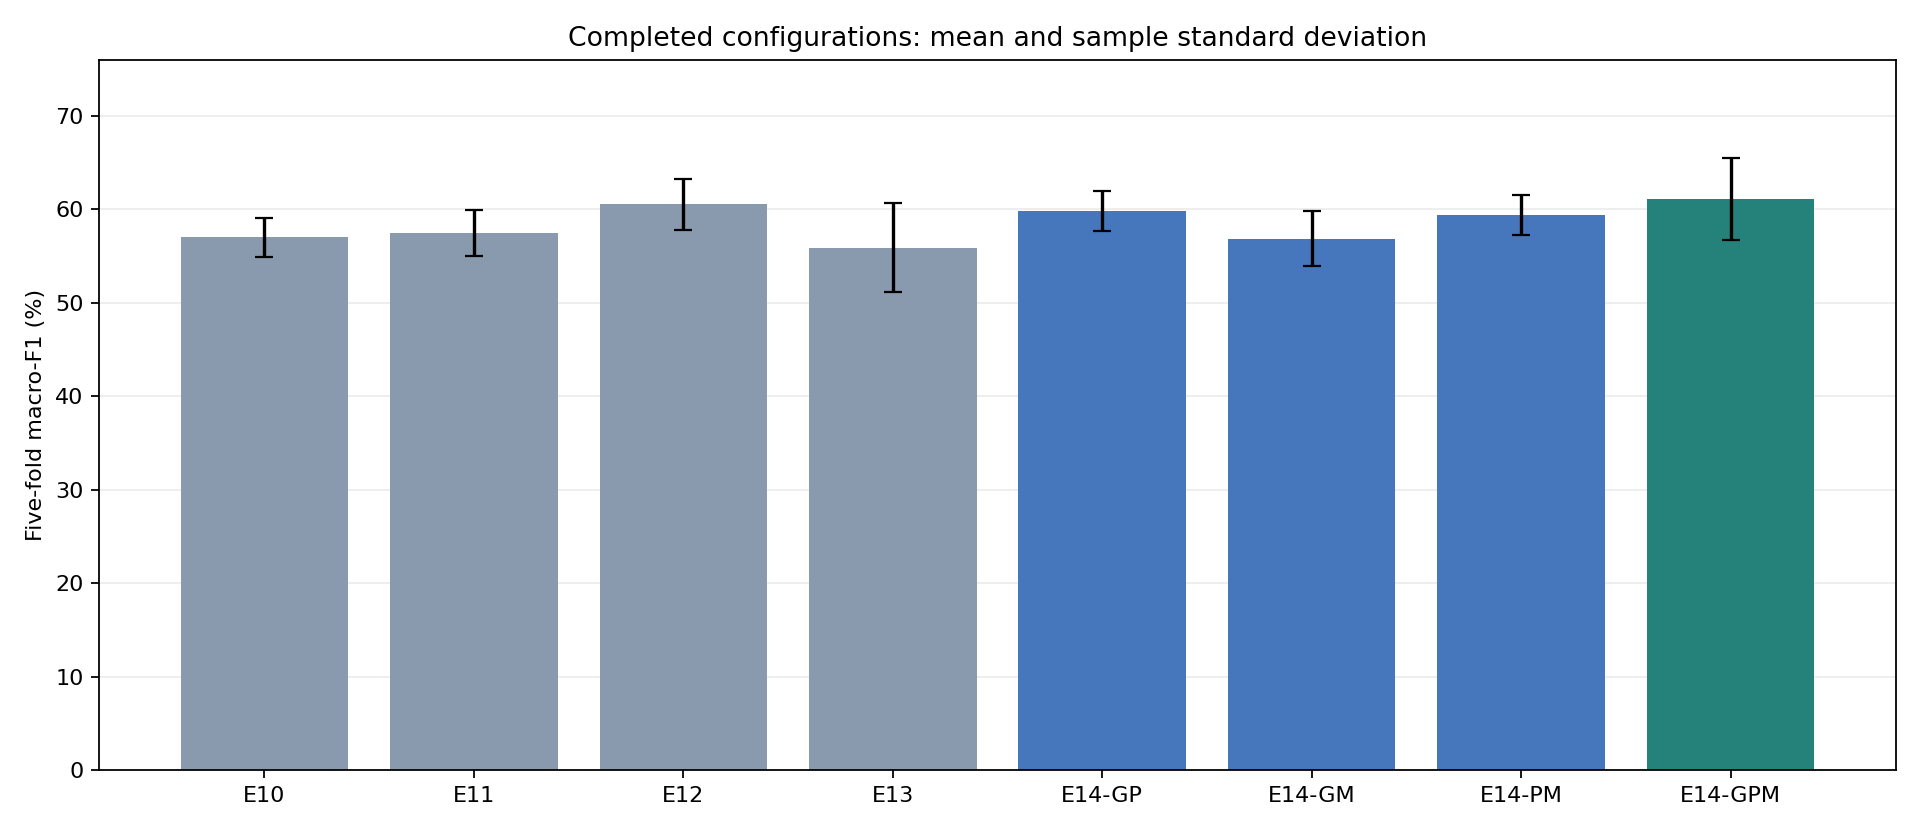 Completed configurations: mean and sample standard deviation
Five-fold macro-F1 (%)
70
60
50
40
30
20
10
0
E10 E11 E12 E13 E14-GP E14-GM E14-PM E14-GPM